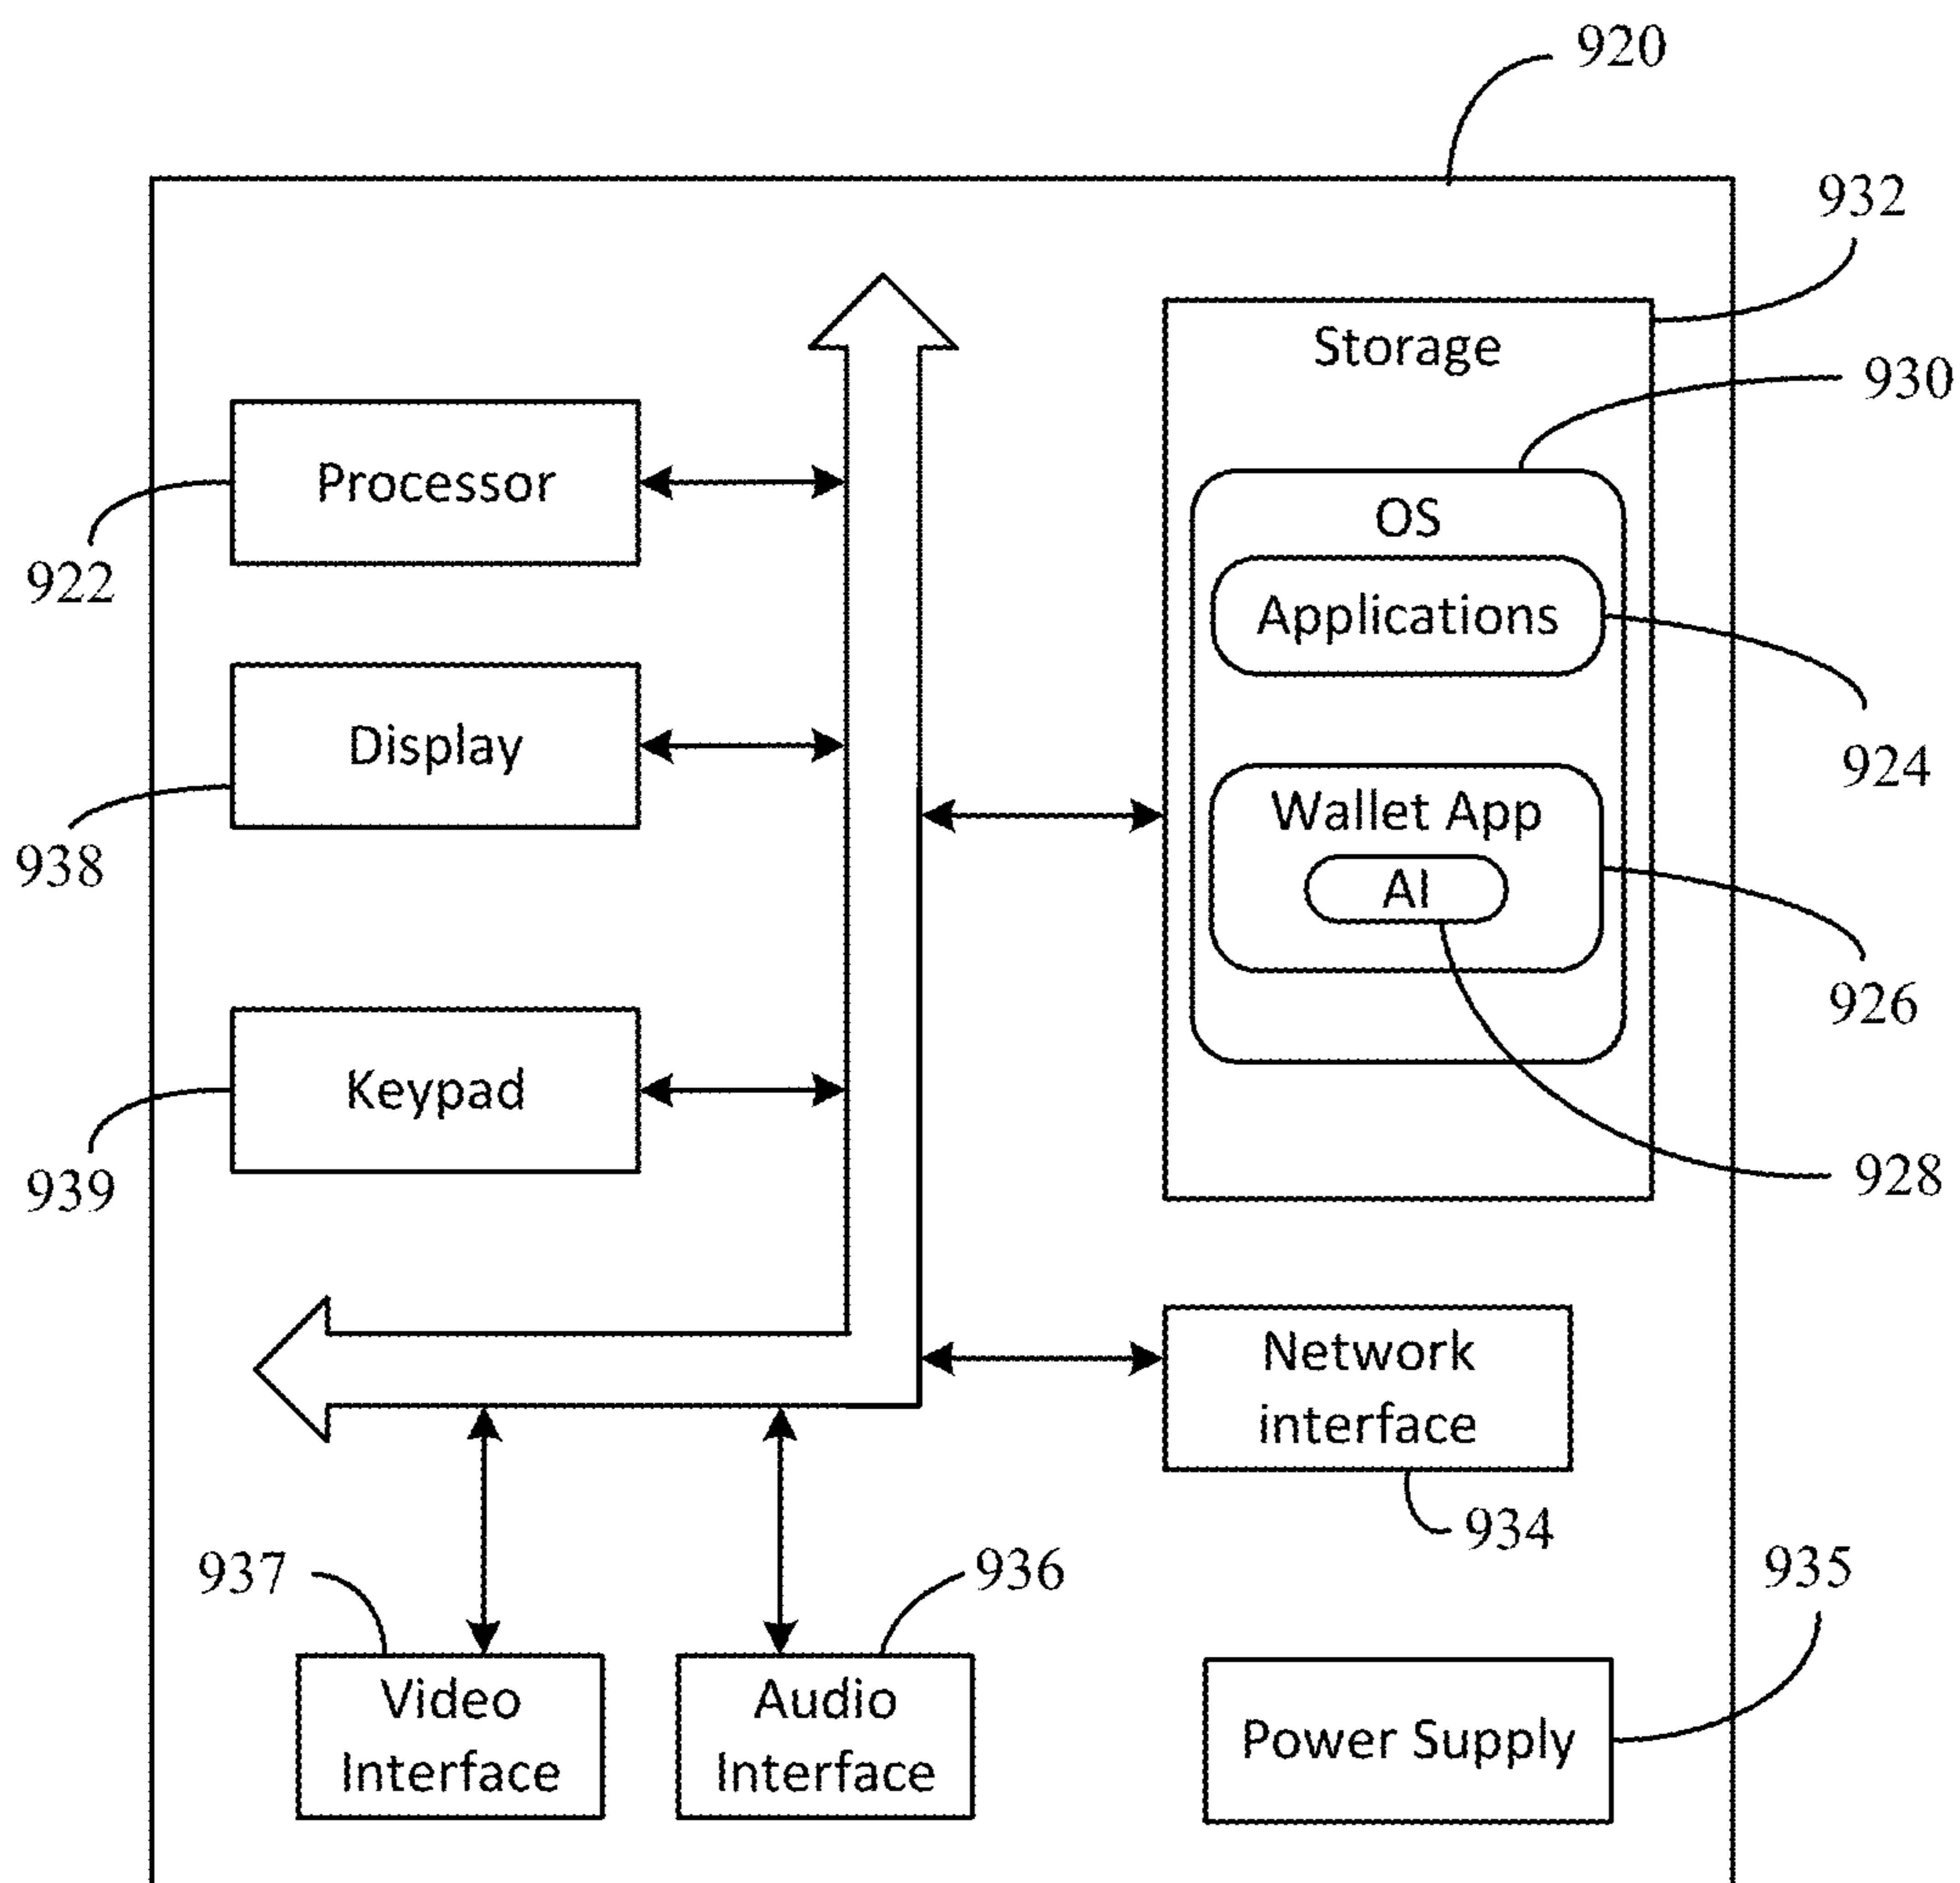 920
932
Storage
930
Processor
OS
922
Applications
Display
924
938
Wallet App
AI
926
Keypad
939
928
Network
interface
934
937
936
935
Video
Interface
Audio
Interface
Power Supply